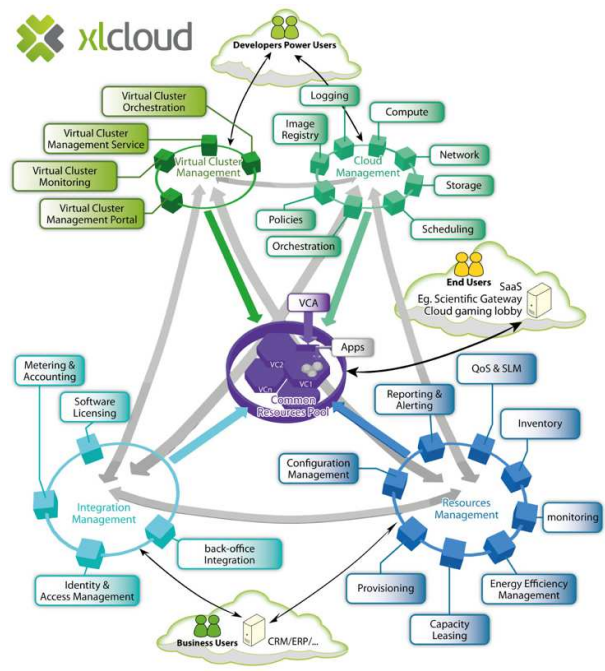 xlcloud
Developers Power Users
Virtual Cluster
Orchestration
Virtual Cluster
Management Service
Virtual Cluster
Monitoring
Virtual Cluster
Management Portal
Virtual Cluster
Management
Logging
Image
Registry
Compute
Network
Storage
Scheduling
Policies
Orchestration
Cloud
Management
End Users
SaaS
Eg. Scientific Gateway
Cloud gaming lobby
VCA
Apps
VC2
VC1
VCn
Common
Resources Pool
Metering &
Accounting
Software
Licensing
Integration
Management
back-office
Integration
Identity &
Access Management
QoS & SLM
Reporting &
Alerting
Inventory
Configuration
Management
Resources
Management
monitoring
Provisioning
Energy Efficiency
Management
Capacity
Leasing
Business Users
CRM/ERP/...